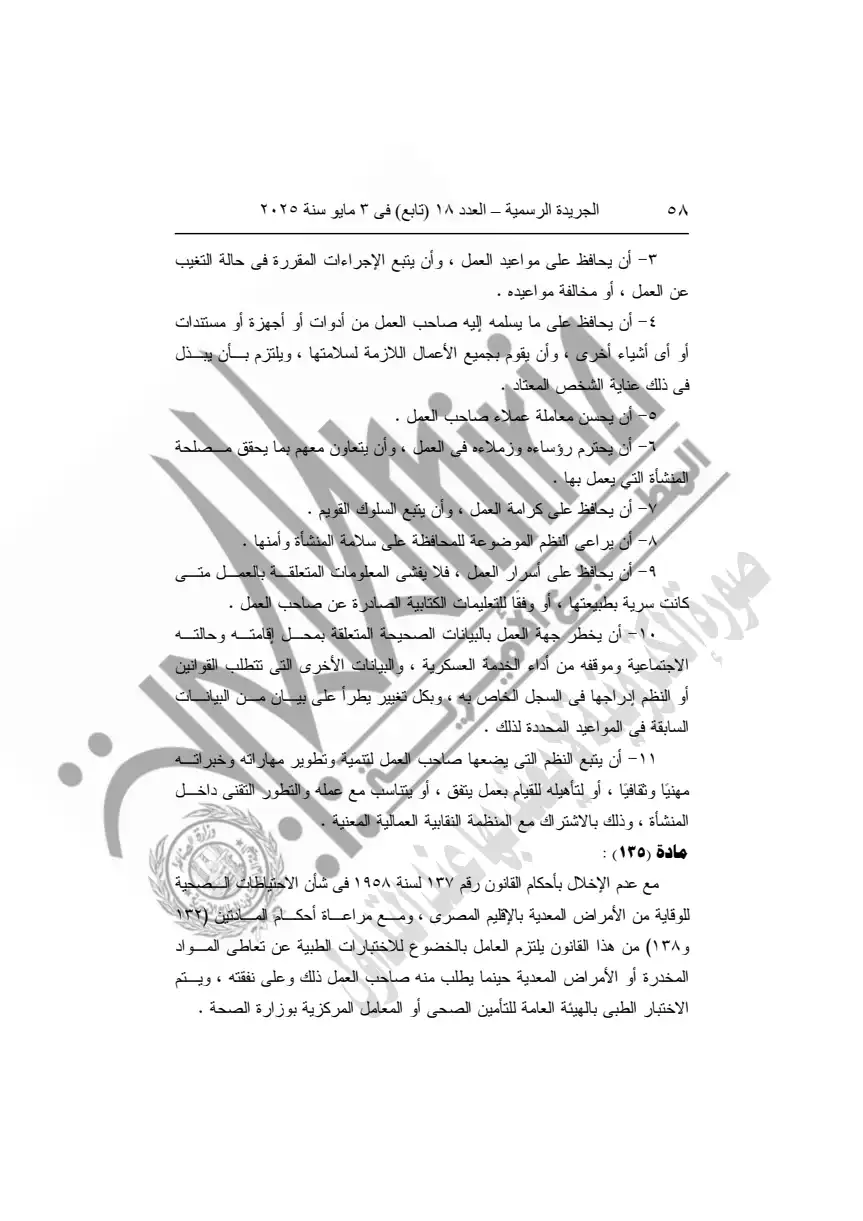 ٥٨ الجريدة الرسمية – العدد ١٨ (تابع) فى ٣ مايو سنة ٢٠٢٥
٣- أن يحافظ على مواعيد العمل ، وأن يتبع الإجراءات المقررة فى حالة التغيب
عن العمل ، أو مخالفة مواعيده .
٤- أن يحافظ على ما يسلمه إليه صاحب العمل من أدوات أو أجهزة أو مستندات
أو أى أشياء أخرى ، وأن يقوم بجميع الأعمال اللازمة لسلامتها ، ويلتزم بأن يبذل
فى ذلك عناية الشخص المعتاد .
٥- أن يحسن معاملة عملاء صاحب العمل .
٦- أن يحترم رؤساءه وزملاءه فى العمل ، وأن يتعاون معهم بما يحقق مصلحة
المنشأة التي يعمل بها .
٧- أن يحافظ على كرامة العمل ، وأن يتبع السلوك القويم .
٨- أن يراعى النظم الموضوعة للمحافظة على سلامة المنشأة وأمنها .
٩- أن يحافظ على أسرار العمل ، فلا يفشى المعلومات المتعلقة بالعمل متى
كانت سرية بطبيعتها ، أو وفقًا للتعليمات الكتابية الصادرة عن صاحب العمل .
١٠- أن يخطر جهة العمل بالبيانات الصحيحة المتعلقة بمحل إقامته وحالته
الاجتماعية وموقفه من أداء الخدمة العسكرية ، والبيانات الأخرى التى تتطلب القوانين
أو النظم إدراجها فى السجل الخاص به ، وبكل تغيير يطرأ على بيان من البيانات
السابقة فى المواعيد المحددة لذلك .
١١- أن يتبع النظم التى يضعها صاحب العمل لتنمية وتطوير مهاراته وخبراته
مهنيًا وثقافيًا ، أو لتأهيله للقيام بعمل يتفق ، أو يتناسب مع عمله والتطور التقنى داخل
المنشأة ، وذلك بالاشتراك مع المنظمة النقابية العمالية المعنية .
مادة (١٣٥) :
مع عدم الإخلال بأحكام القانون رقم ١٣٧ لسنة ١٩٥٨ فى شأن الاحتياطات الصحية
للوقاية من الأمراض المعدية بالإقليم المصرى ، ومع مراعاة أحكام المادتين (١٣٢
و١٣٨) من هذا القانون يلتزم العامل بالخضوع للاختبارات الطبية عن تعاطى المواد
المخدرة أو الأمراض المعدية حينما يطلب منه صاحب العمل ذلك وعلى نفقته ، ويتم
الاختبار الطبى بالهيئة العامة للتأمين الصحى أو المعامل المركزية بوزارة الصحة .